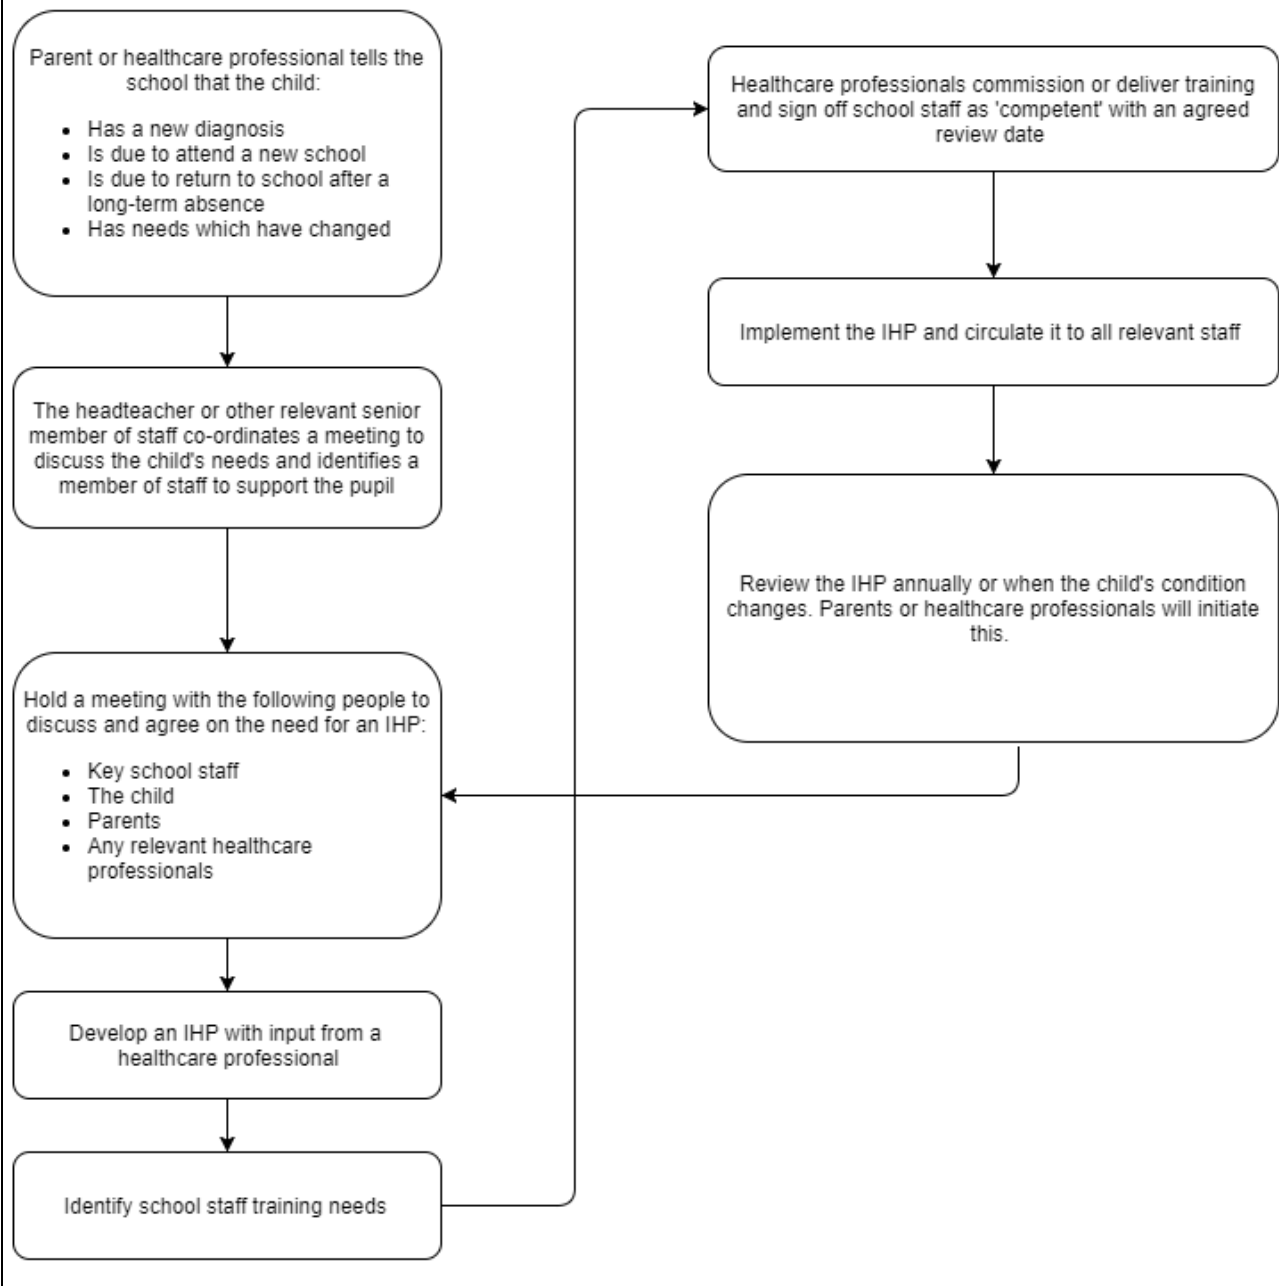 Parent or healthcare professional tells the
school that the child:
• Has a new diagnosis
• Is due to attend a new school
• Is due to return to school after a
long-term absence
• Has needs which have changed
The headteacher or other relevant senior
member of staff co-ordinates a meeting to
discuss the child's needs and identifies a
member of staff to support the pupil
Hold a meeting with the following people to
discuss and agree on the need for an IHP:
• Key school staff
• The child
• Parents
• Any relevant healthcare
professionals
Develop an IHP with input from a
healthcare professional
Identify school staff training needs
Healthcare professionals commission or deliver training
and sign off school staff as 'competent' with an agreed
review date
Implement the IHP and circulate it to all relevant staff
Review the IHP annually or when the child's condition
changes. Parents or healthcare professionals will initiate
this.